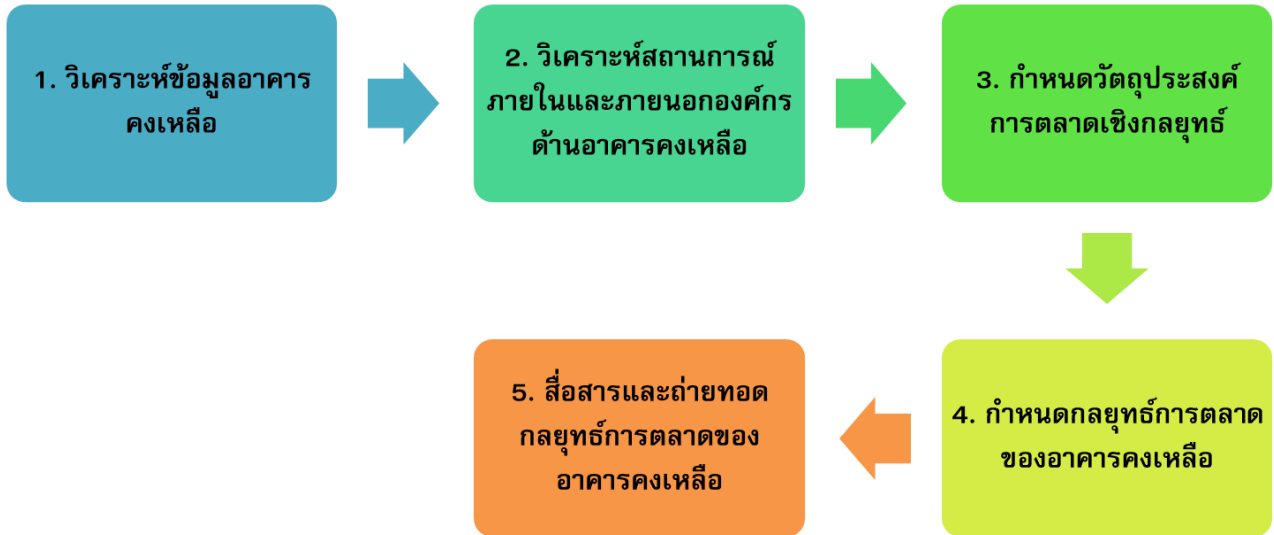 1. วิเคราะห์ข้อมูลอาคาร
คงเหลือ
2. วิเคราะห์สถานการณ์
ภายในและภายนอกองค์กร
ด้านอาคารคงเหลือ
3. กำหนดวัตถุประสงค์
การตลาดเชิงกลยุทธ์
4. กำหนดกลยุทธ์การตลาด
ของอาคารคงเหลือ
5. สื่อสารและถ่ายทอด
กลยุทธ์การตลาดของ
อาคารคงเหลือ